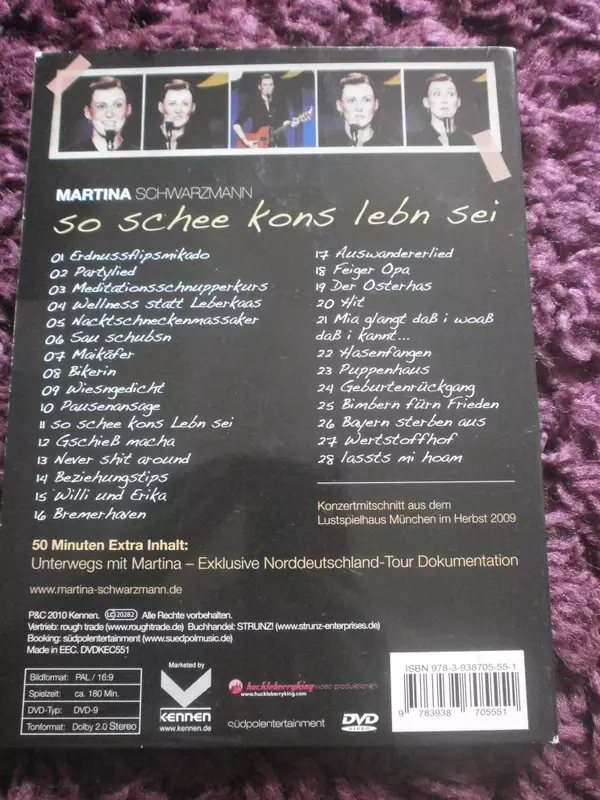 MARTINA SCHWARZMANN
so schee kons lebn sei
01 Erdnussflipsmikado
02 Partylied
03 Meditationsschnupperkurs
04 Wellness statt Leberkaas
05 Nacktschneckenmassaker
06 Sau schubsn
07 Maikäfer
08 Bikerin
09 Wiesngedicht
10 Pausenansage
11 so schee kons Lebn sei
12 Gschieß macha
13 Never shit around
14 Beziehungstips
15 Willi und Erika
16 Bremerhaven
17 Auswandererlied
18 Feiger Opa
19 Der Osterhas
20 Hit
21 Mia glangt daß i woaß
daß i kannt...
22 Hasenfangen
23 Puppenhaus
24 Geburtenrückgang
25 Bimbern fürn Frieden
26 Bayern sterben aus
27 Wertstoffhof
28 lassts mi hoam
Konzertmitschnitt aus dem
Lustspielhaus München im Herbst 2009
50 Minuten Extra Inhalt:
Unterwegs mit Martina – Exklusive Norddeutschland-Tour Dokumentation
www.martina-schwarzmann.de
P&C 2010 Kennen. LC 20282 Alle Rechte vorbehalten.
Vertrieb: rough trade (www.roughtrade.de) Buchhandel: STRUNZ! (www.strunz-enterprises.de)
Booking: südpolentertainment (www.suedpolmusic.de)
Made in EEC. DVDKEC551
Bildformat: PAL / 16:9
Spielzeit: ca. 180 Min.
DVD-Typ: DVD-9
Tonformat: Dolby 2.0 Stereo
Marketed by
KENNEN
www.kennen.de
huckleberryking video produktionen
www.huckleberryking.com
südpolentertainment
DVD
VIDEO
ISBN 978-3-938705-55-1
9 783938 705551